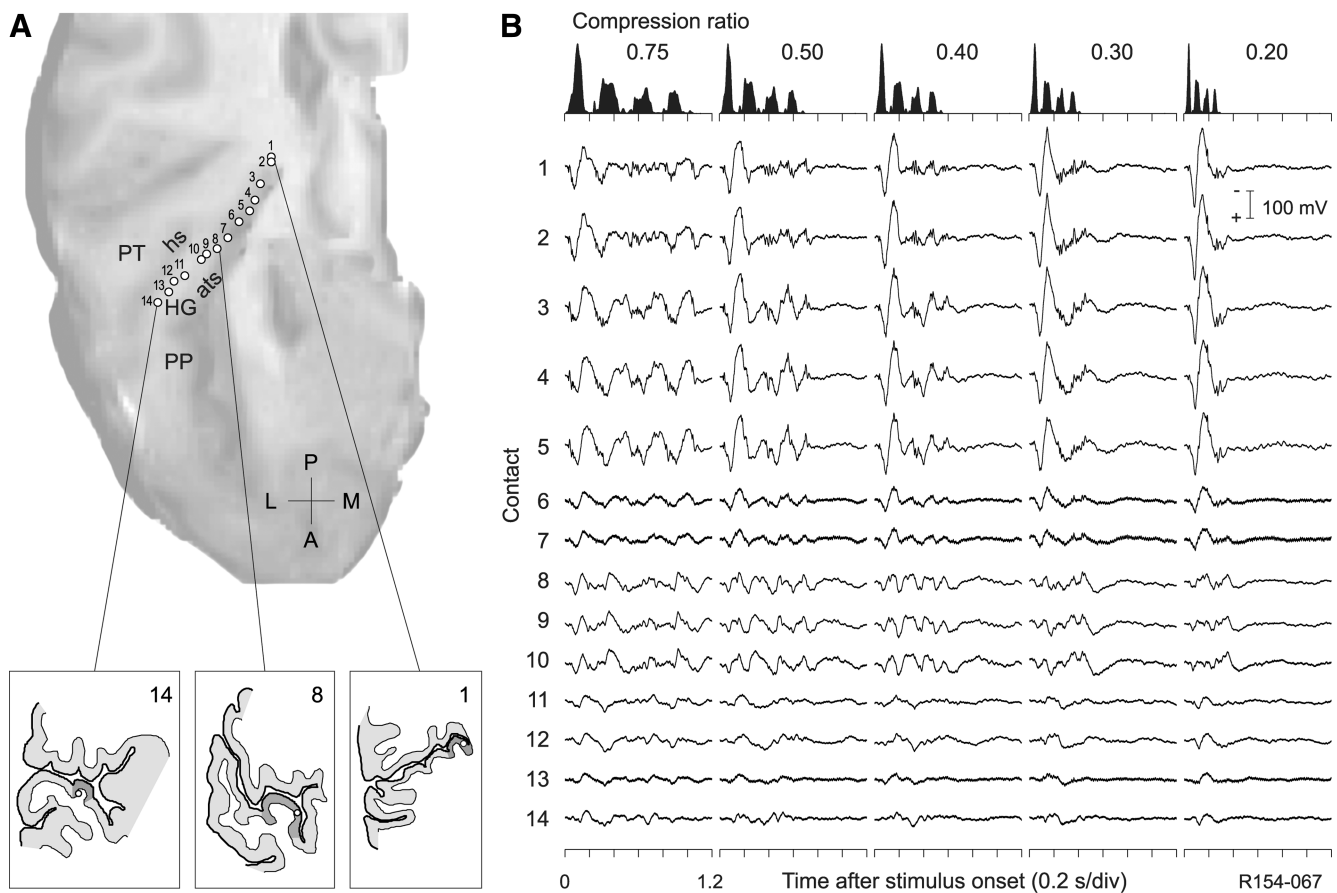 A
1
2
3
4
5
6
7
8
9
10
11
12
13
14
PT
hs
ats
HG
PP
P
L M
A
14
8
1
B
Compression ratio
0.75 0.50 0.40 0.30 0.20
Contact
1
2
3
4
5
6
7
8
9
10
11
12
13
14
-
+ 100 mV
0 1.2 Time after stimulus onset (0.2 s/div) R154-067